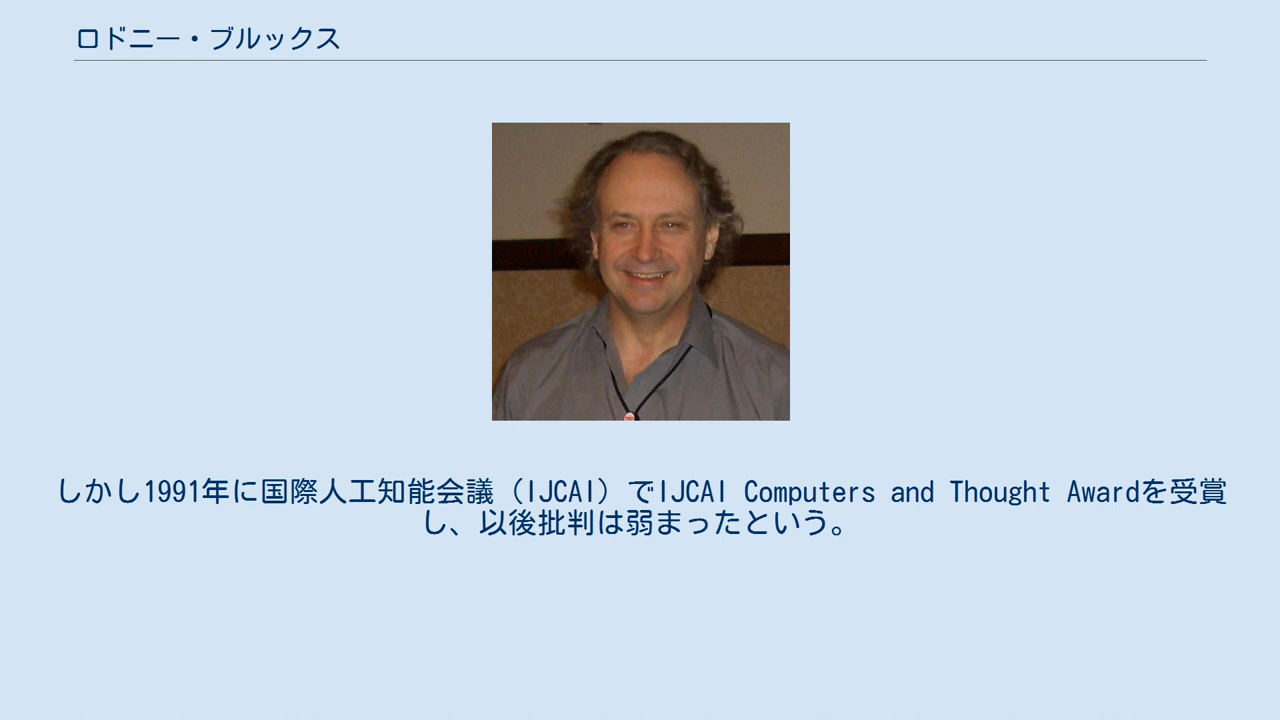 ロドニー・ブルックス
しかし1991年に国際人工知能会議（IJCAI）でIJCAI Computers and Thought Awardを受賞
し、以後批判は弱まったという。